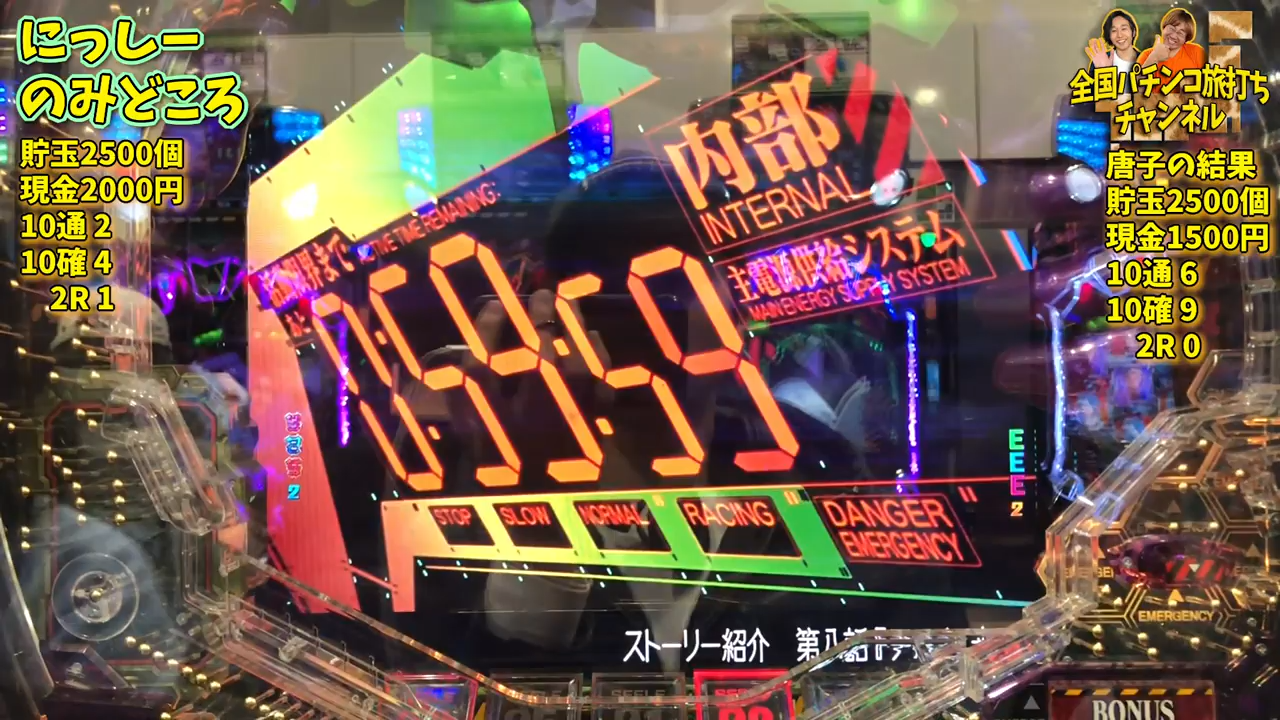 にっしー
のみどころ
貯玉2500個
現金2000円
10通 2
10確 4
2R 1
全国パチンコ旅打ち
チャンネル
唐子の結果
貯玉2500個
現金1500円
10通 6
10確 9
2R 0
内部
INTERNAL
主電源供給システム
MAIN ENERGY SUPPLY SYSTEM
ACTIVE TIME REMAINING:
限界まで
0:59:59
STOP
SLOW
NORMAL
RACING
DANGER
EMERGENCY
EEE2
ストーリー紹介 第八話
EMERGENCY
BONUS